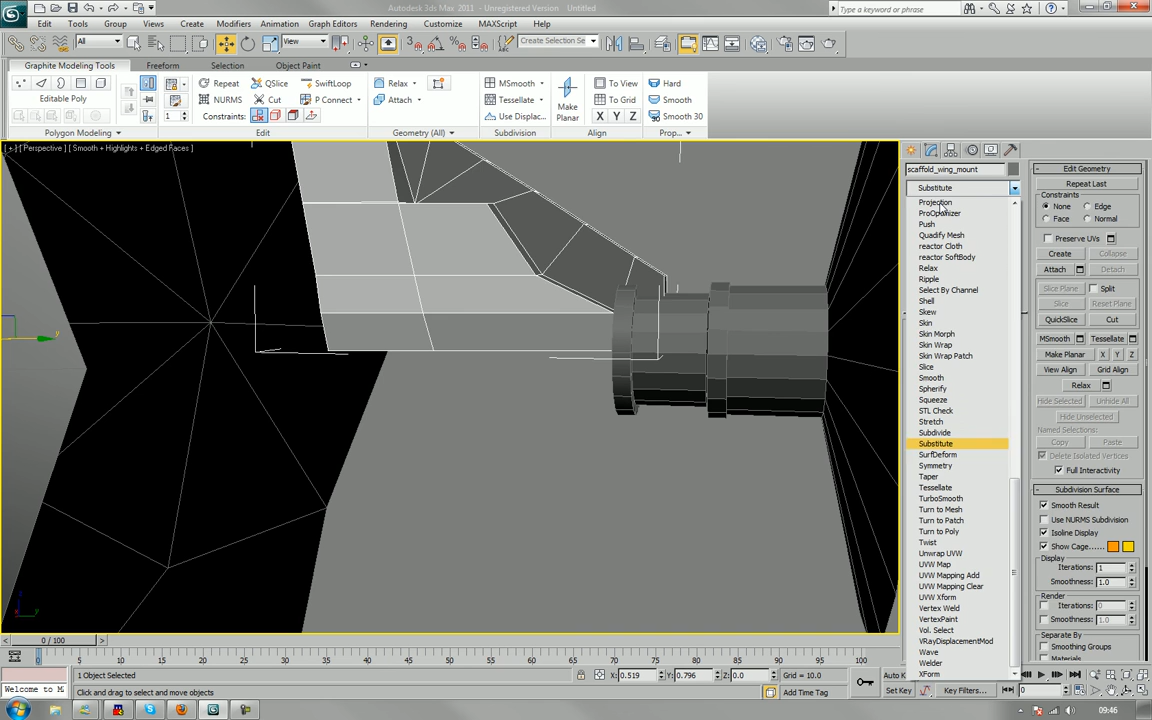 Autodesk 3ds Max 2011 - Unregistered Version Untitled
Type a keyword or phrase
Edit Tools Group Views Create Modifiers Animation Graph Editors Rendering Customize MAXScript Help
All View Create Selection Se
Graphite Modeling Tools Freeform Selection Object Paint
Repeat QSlice SwiftLoop Relax MSmooth To View Hard
Editable Poly NURMS Cut P Connect Attach Tessellate Make Planar To Grid Smooth
1 Constraints: Use Displac... X Y Z Smooth 30
Polygon Modeling Edit Geometry (All) Subdivision Align Prop...
[ + ] [ Perspective ] [ Smooth + Highlights + Edged Faces ]
scaffold_wing_mount
Substitute
Projection
ProOptimizer
Push
Quadify Mesh
reactor Cloth
reactor SoftBody
Relax
Ripple
Select By Channel
Shell
Skew
Skin
Skin Morph
Skin Wrap
Skin Wrap Patch
Slice
Smooth
Spherify
Squeeze
STL Check
Stretch
Subdivide
Substitute
SurfDeform
Symmetry
Taper
Tessellate
TurboSmooth
Turn to Mesh
Turn to Patch
Turn to Poly
Twist
Unwrap UVW
UVW Map
UVW Mapping Add
UVW Mapping Clear
UVW Xform
Vertex Weld
VertexPaint
Vol. Select
VRayDisplacementMod
Wave
Welder
XForm
Edit Geometry
Repeat Last
Constraints
None Edge
Face Normal
Preserve UVs
Create Collapse
Attach Detach
Slice Plane Split
Slice Reset Plane
QuickSlice Cut
MSmooth Tessellate
Make Planar X Y Z
View Align Grid Align
Relax
Hide Selected Unhide All
Hide Unselected
Named Selections:
Copy Paste
Delete Isolated Vertices
Full Interactivity
Subdivision Surface
Smooth Result
Use NURMS Subdivision
Isoline Display
Show Cage......
Display
Iterations: 1
Smoothness: 1.0
Render
Iterations: 0
Smoothness: 1.0
Separate By
Smoothing Groups
Materials
y
z
x y
0 / 100
0 5 10 15 20 25 30 35 40 45 50 55 60 65 70 75 80 85 90 95 100
1 Object Selected X: 0.519 Y: 0.796 Z: 0.0 Grid = 10.0 Auto K
Welcome to M Click and drag to select and move objects Add Time Tag Set Key Key Filters... 0
09:46